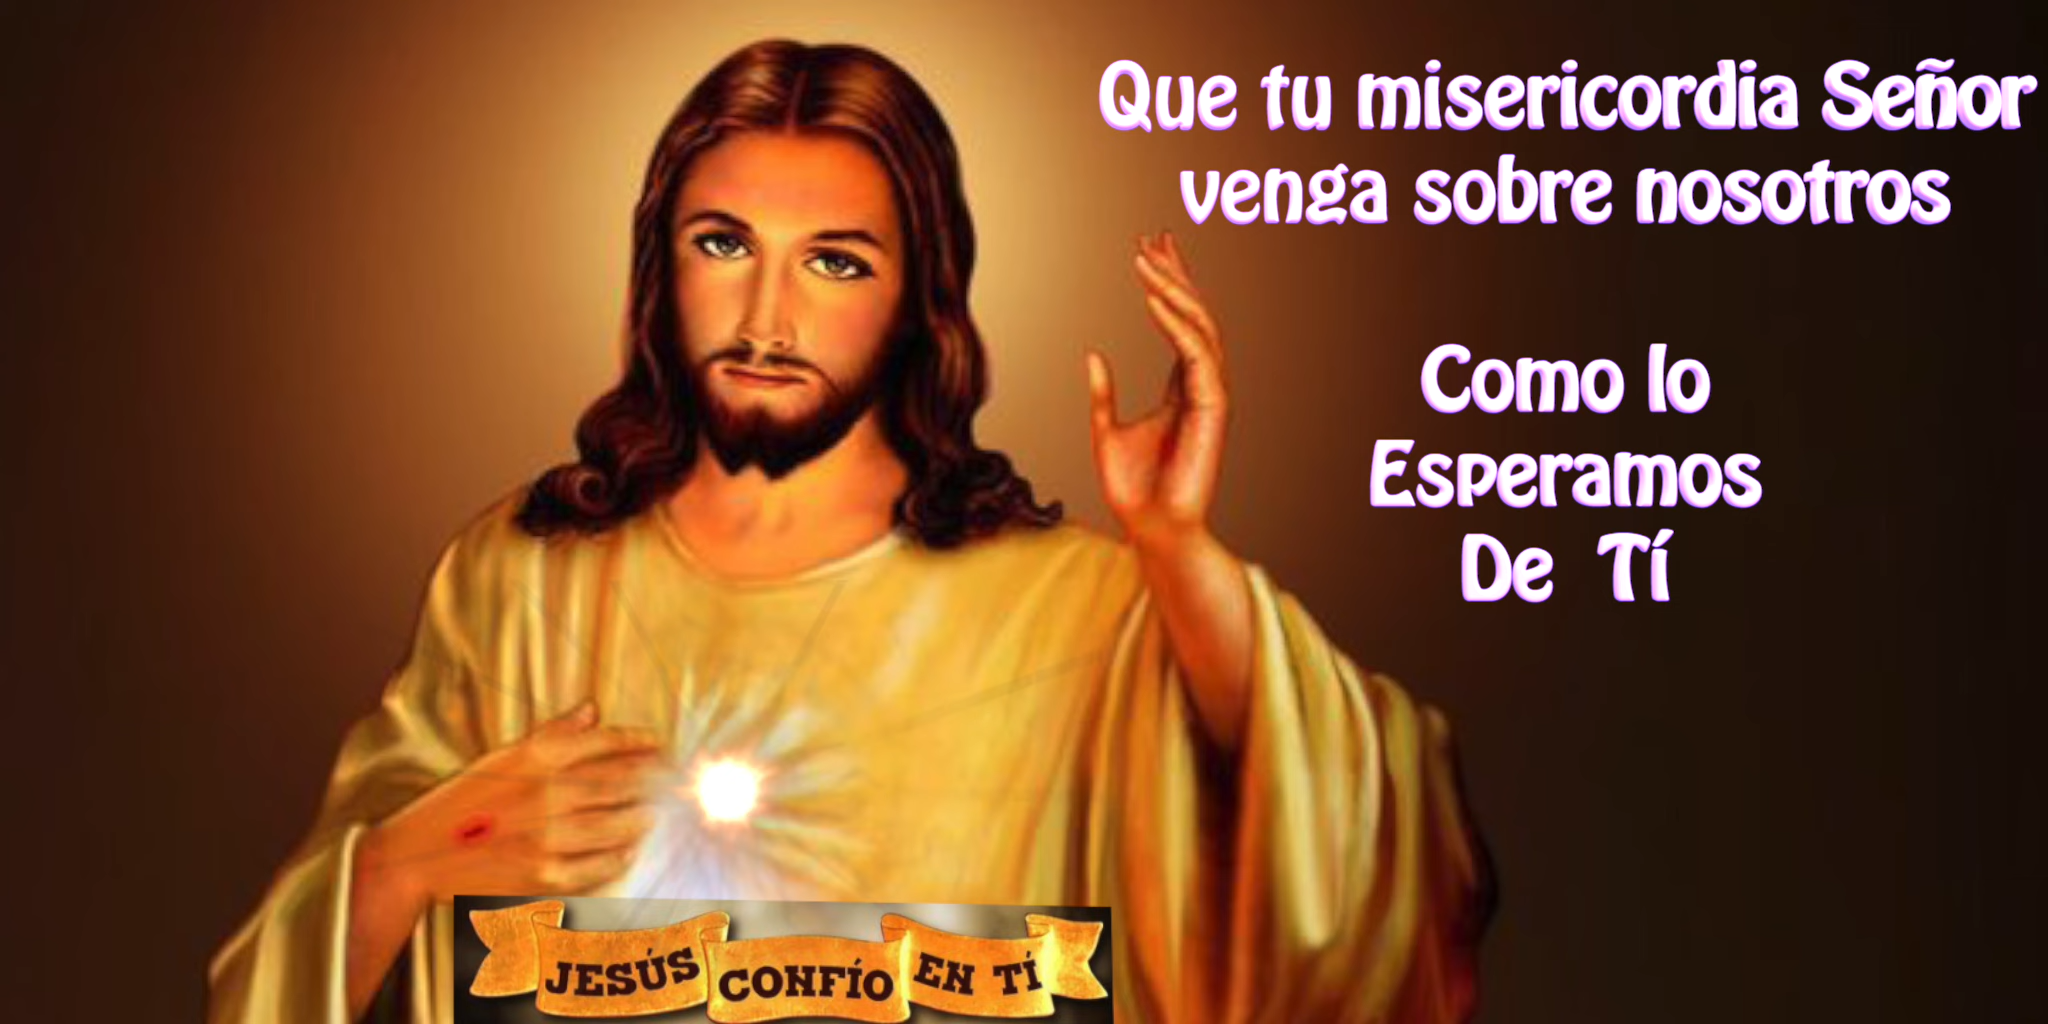 Que tu misericordia Señor
venga sobre nosotros
Como lo
Esperamos
De Tí
JESÚS CONFÍO EN TÍ